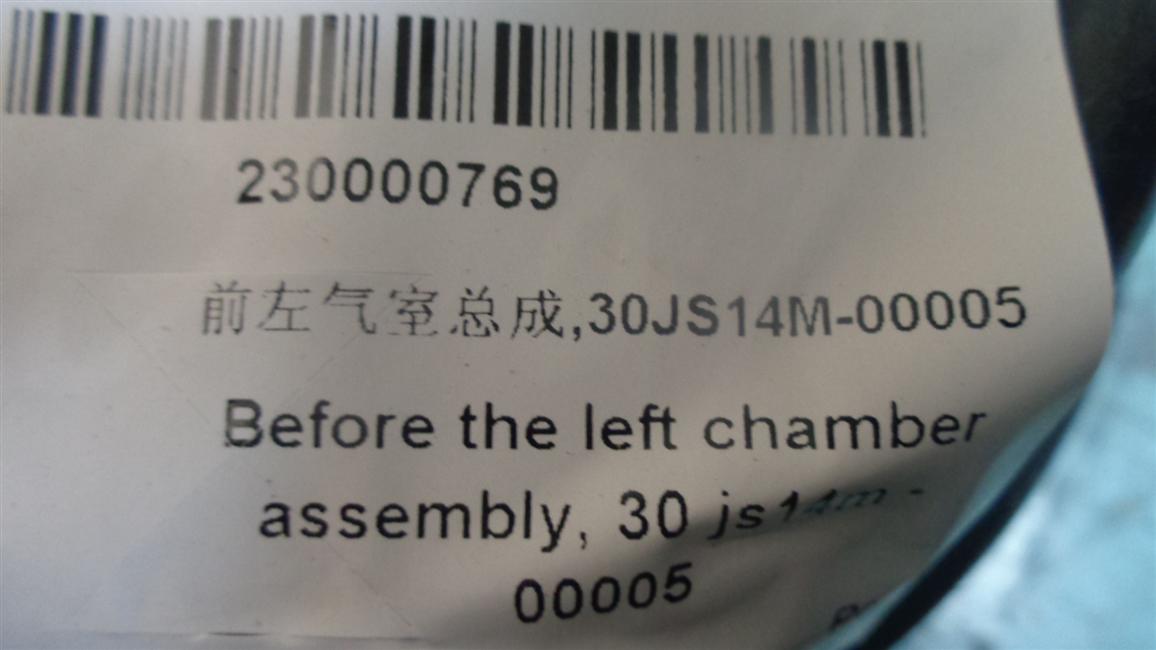 230000769
前左气室总成,30JS14M-00005
Before the left chamber
assembly, 30 js14m -
00005